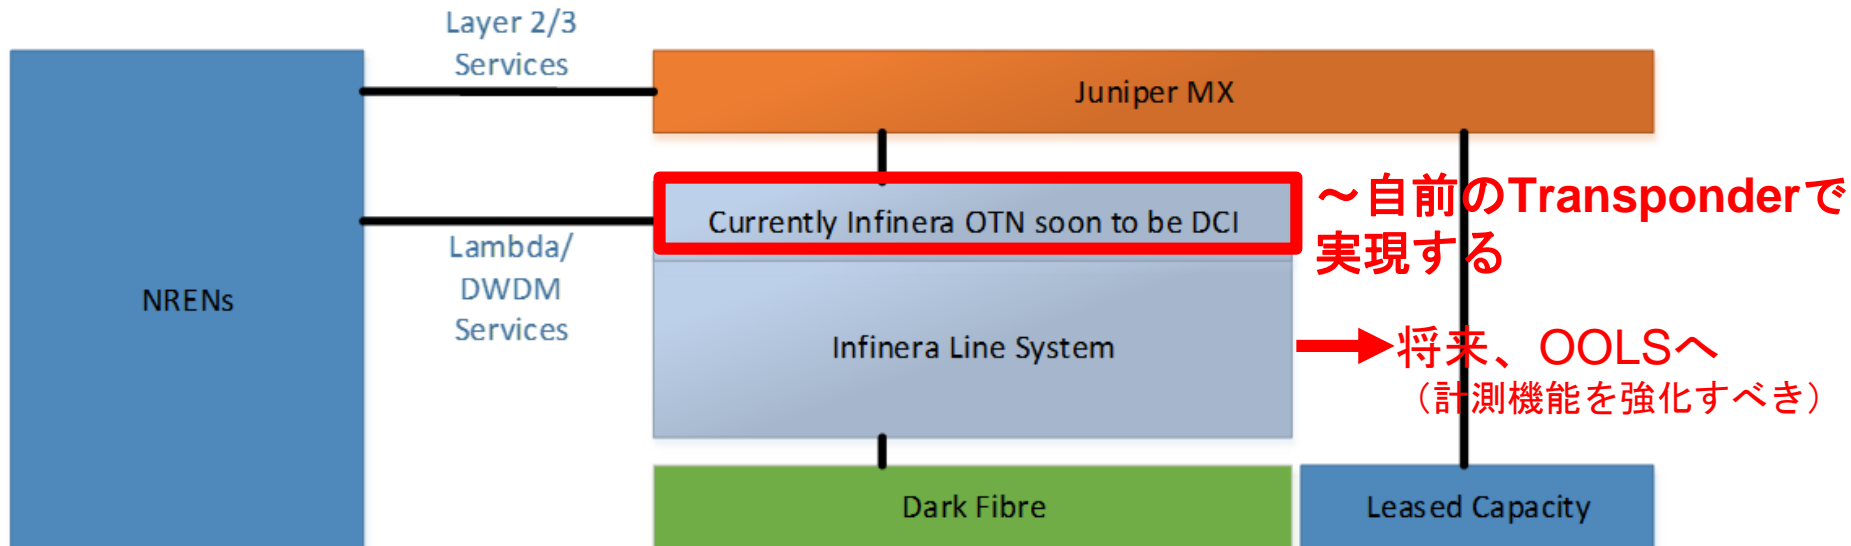 Layer 2/3
Services
Juniper MX
Currently Infinera OTN soon to be DCI
～自前のTransponderで
実現する
Lambda/
DWDM
Services
NRENs
Infinera Line System
将来、OOLSへ
（計測機能を強化すべき）
Dark Fibre
Leased Capacity